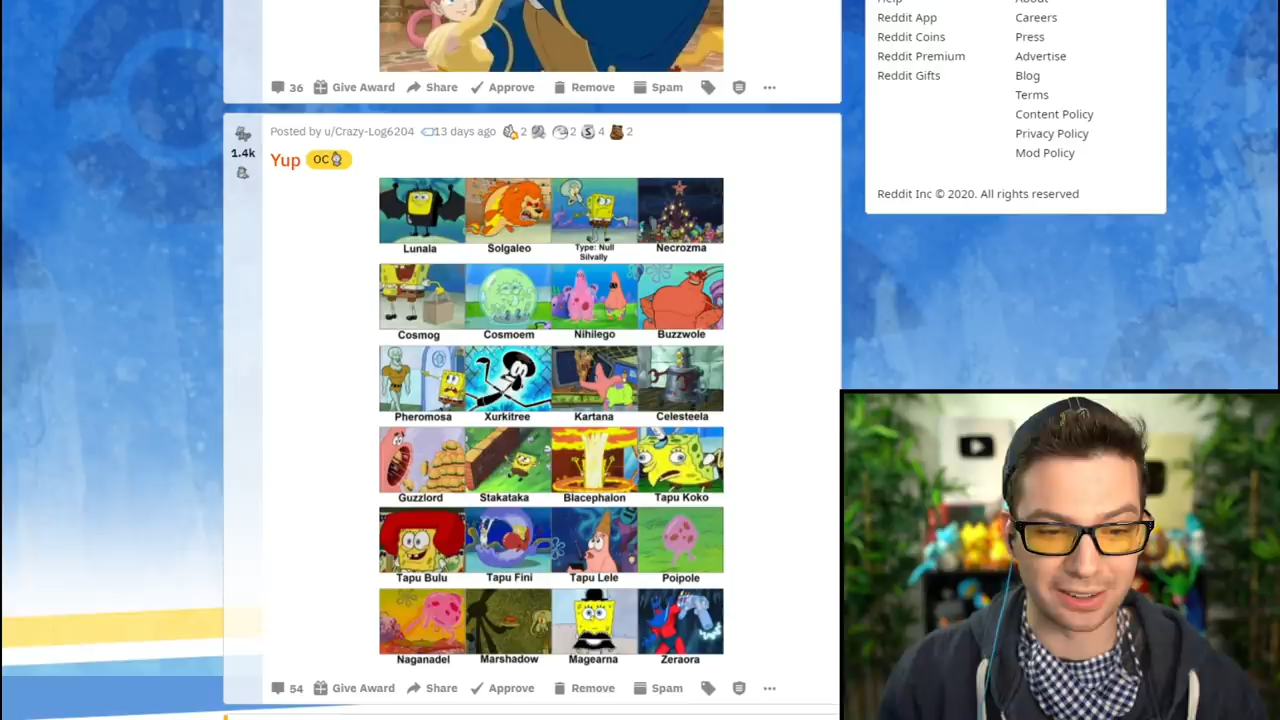 Help
About
Reddit App
Careers
Reddit Coins
Press
Reddit Premium
Advertise
Reddit Gifts
Blog
Terms
Content Policy
Privacy Policy
Mod Policy
Reddit Inc © 2020. All rights reserved
36 Give Award Share Approve Remove Spam
Posted by u/Crazy-Log6204 13 days ago 2 2 4 2
1.4k
Yup OC
Lunala Solgaleo Type: Null Necrozma
Silvally
Cosmog Cosmoem Nihilego Buzzwole
Pheromosa Xurkitree Kartana Celesteela
Guzzlord Stakataka Blacephalon Tapu Koko
Tapu Bulu Tapu Fini Tapu Lele Poipole
Naganadel Marshadow Magearna Zeraora
54 Give Award Share Approve Remove Spam